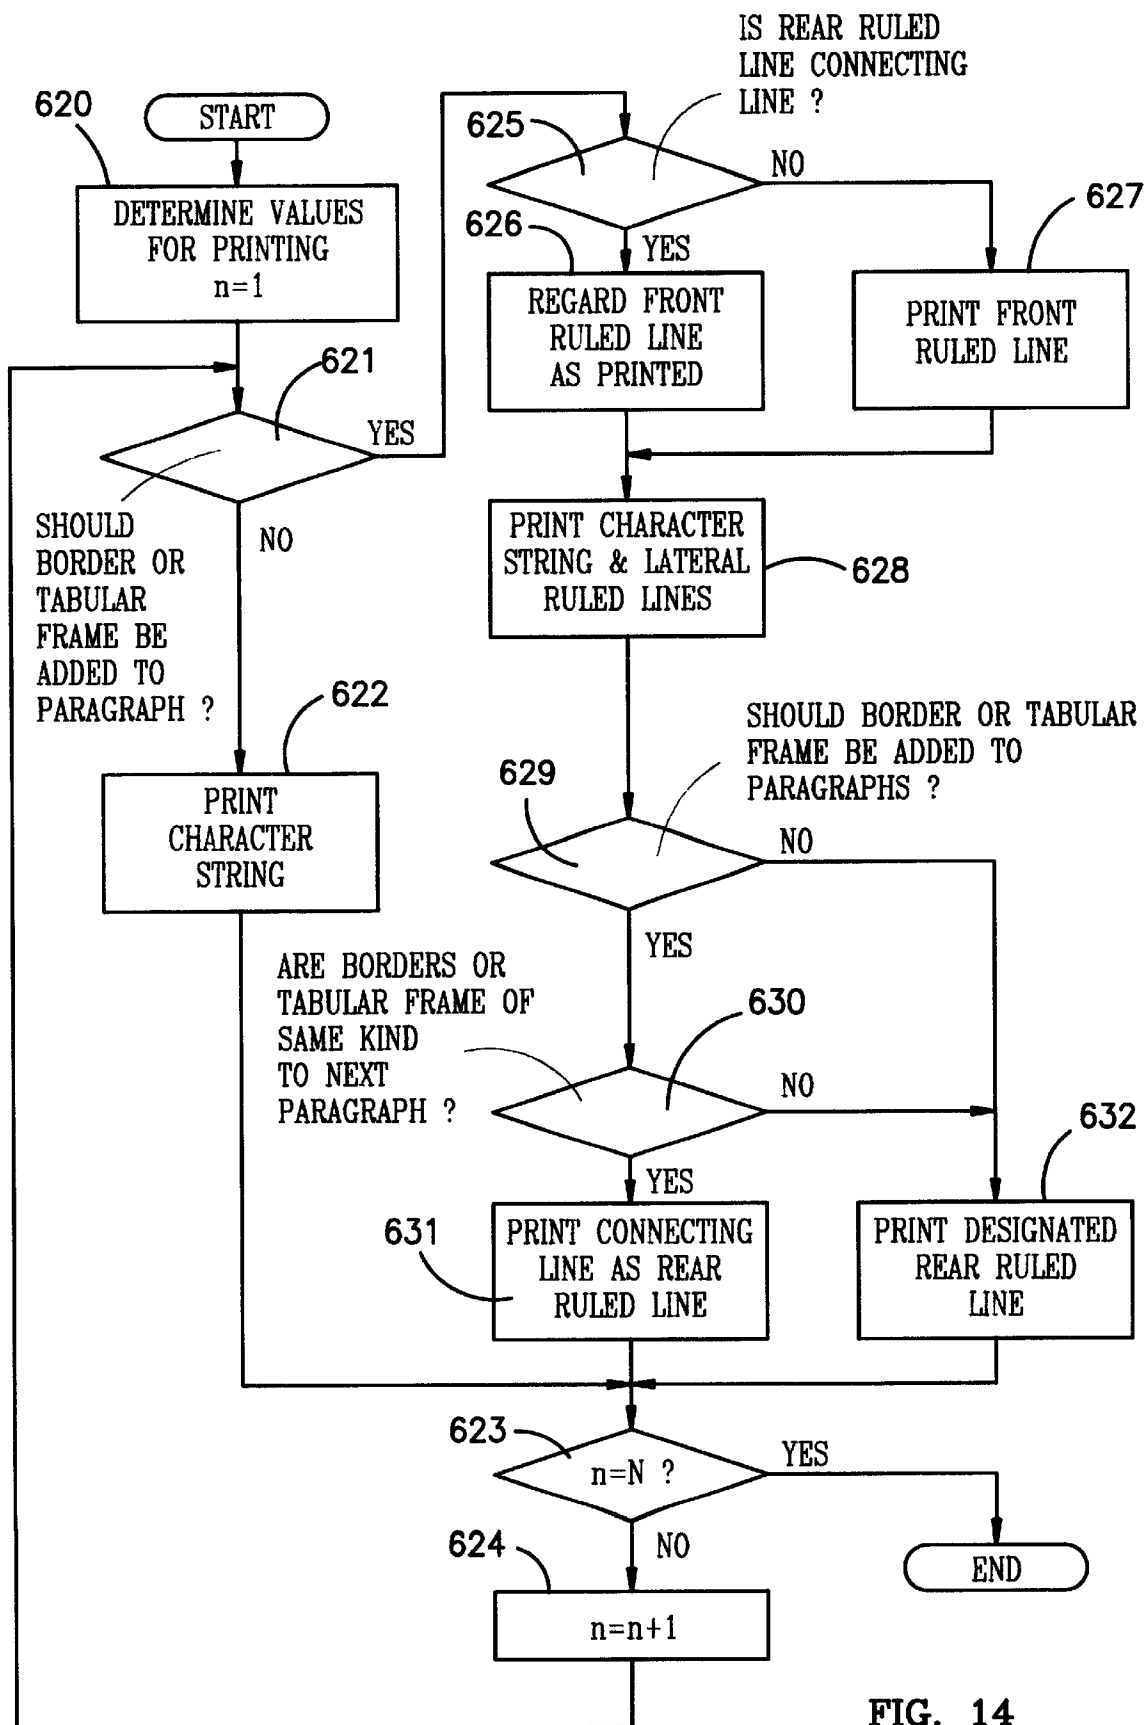 IS REAR RULED
LINE CONNECTING
LINE ?
620
START
625
NO
DETERMINE VALUES
FOR PRINTING
n=1
627
626
YES
REGARD FRONT
RULED LINE
AS PRINTED
PRINT FRONT
RULED LINE
621
YES
SHOULD
BORDER OR
TABULAR
FRAME BE
ADDED TO
PARAGRAPH ?
NO
PRINT CHARACTER
STRING & LATERAL
RULED LINES
628
622
PRINT
CHARACTER
STRING
SHOULD BORDER OR TABULAR
FRAME BE ADDED TO
PARAGRAPHS ?
629
NO
YES
ARE BORDERS OR
TABULAR FRAME OF
SAME KIND
TO NEXT
PARAGRAPH ?
630
NO
632
YES
631
PRINT CONNECTING
LINE AS REAR
RULED LINE
PRINT DESIGNATED
REAR RULED
LINE
623
n=N ?
YES
NO
624
END
n=n+1
FIG. 14